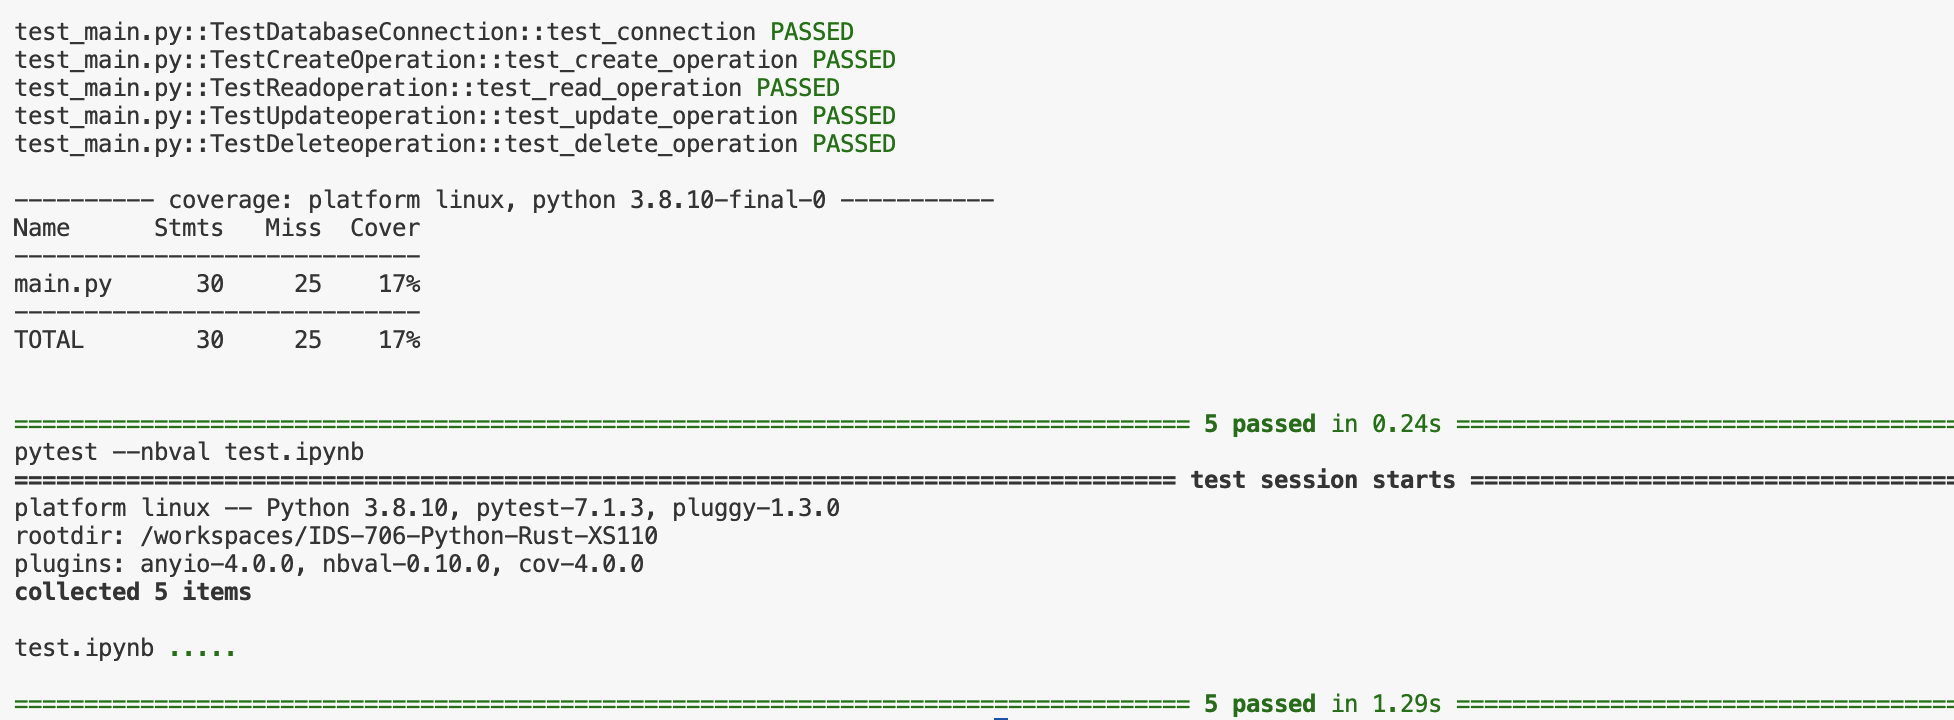 test_main.py::TestDatabaseConnection::test_connection PASSED
test_main.py::TestCreateOperation::test_create_operation PASSED
test_main.py::TestReadoperation::test_read_operation PASSED
test_main.py::TestUpdateoperation::test_update_operation PASSED
test_main.py::TestDeleteoperation::test_delete_operation PASSED
---------- coverage: platform linux, python 3.8.10-final-0 -----------
Name      Stmts   Miss  Cover
-----------------------------
main.py      30     25    17%
-----------------------------
TOTAL        30     25    17%
==================================================================================== 5 passed in 0.24s ====================================
pytest --nbval test.ipynb
=================================================================================== test session starts ===================================
platform linux -- Python 3.8.10, pytest-7.1.3, pluggy-1.3.0
rootdir: /workspaces/IDS-706-Python-Rust-XS110
plugins: anyio-4.0.0, nbval-0.10.0, cov-4.0.0
collected 5 items
test.ipynb .....
==================================================================================== 5 passed in 1.29s ====================================